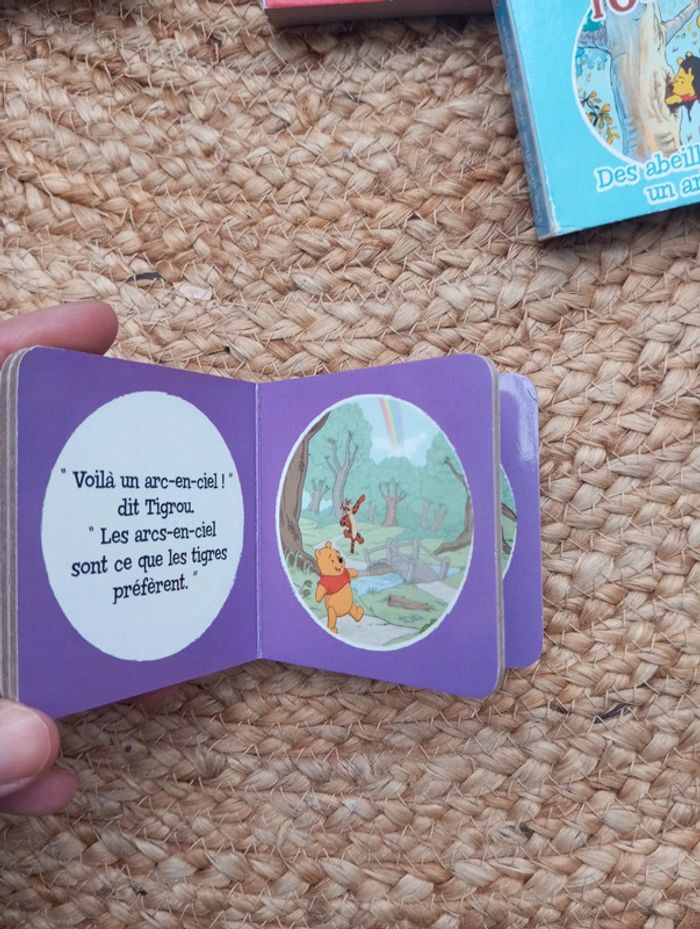 Des abeill
un ar
" Voilà un arc-en-ciel ! "
dit Tigrou.
" Les arcs-en-ciel
sont ce que les tigres
préfèrent. "